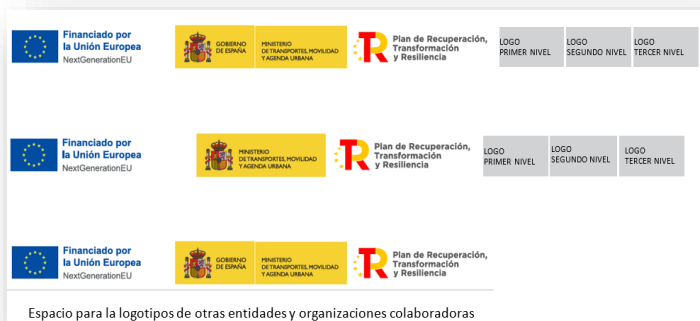 Financiado por
la Unión Europea
NextGenerationEU
GOBIERNO
DE ESPAÑA
MINISTERIO
DE TRANSPORTES, MOVILIDAD
Y AGENDA URBANA
Plan de Recuperación,
Transformación
y Resiliencia
LOGO
PRIMER NIVEL
LOGO
SEGUNDO NIVEL
LOGO
TERCER NIVEL
Financiado por
la Unión Europea
NextGenerationEU
MINISTERIO
DE TRANSPORTES, MOVILIDAD
Y AGENDA URBANA
Plan de Recuperación,
Transformación
y Resiliencia
LOGO
PRIMER NIVEL
LOGO
SEGUNDO NIVEL
LOGO
TERCER NIVEL
Financiado por
la Unión Europea
NextGenerationEU
GOBIERNO
DE ESPAÑA
MINISTERIO
DE TRANSPORTES, MOVILIDAD
Y AGENDA URBANA
Plan de Recuperación,
Transformación
y Resiliencia
Espacio para la logotipos de otras entidades y organizaciones colaboradoras